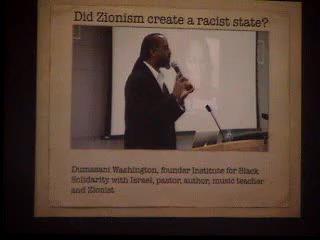 Did Zionism create a racist state?
Dumasani Washington, founder Institute for Black
Solidarity with Israel, pastor, author, music teacher
and Zionist